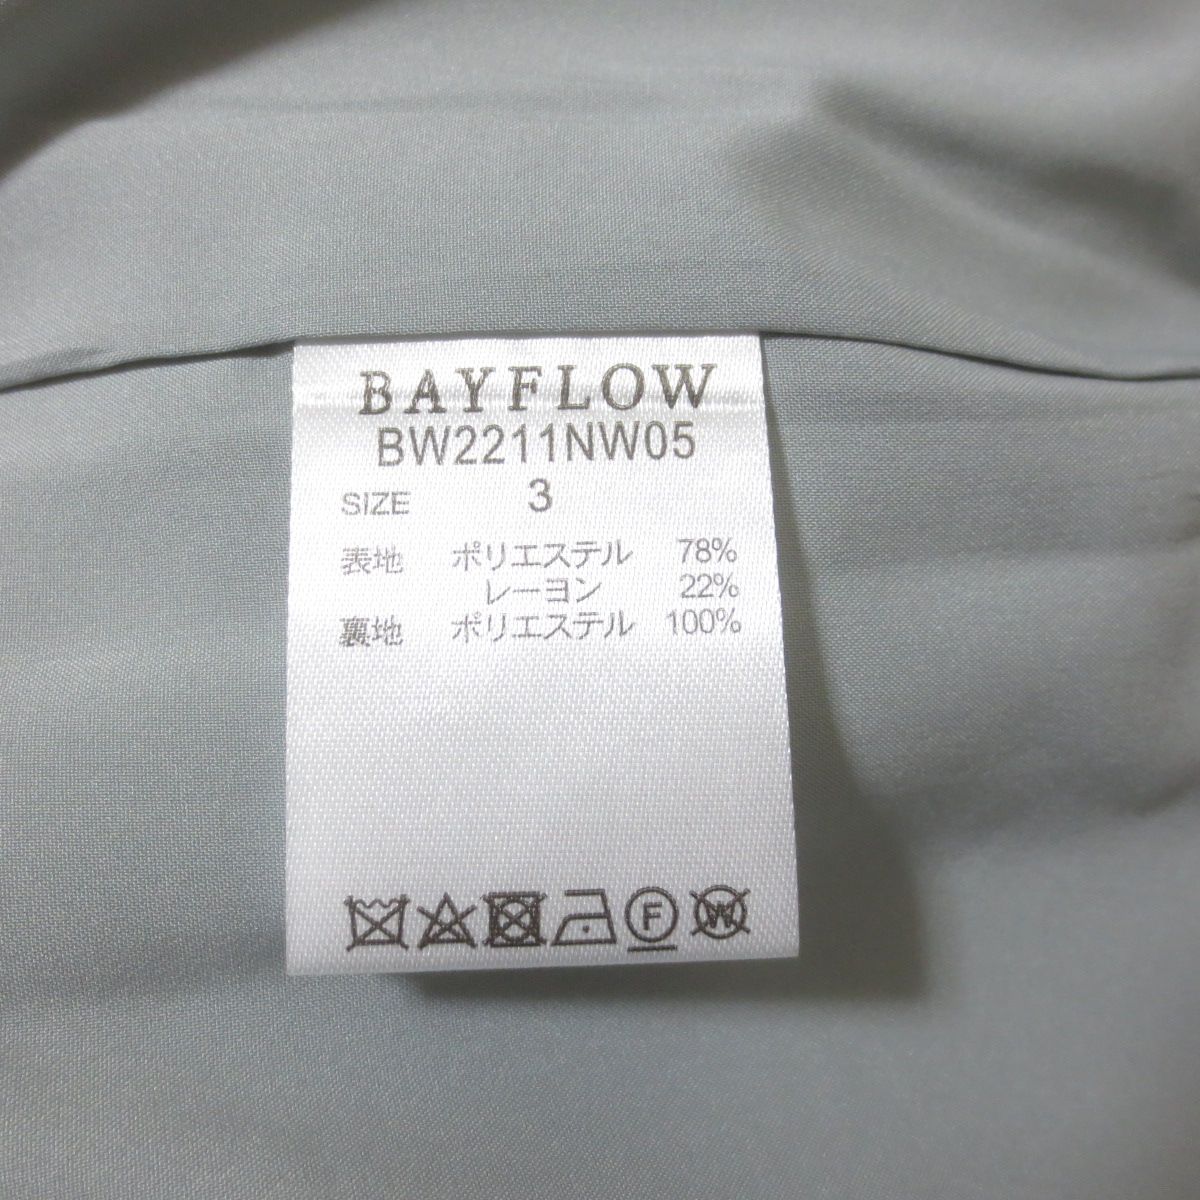 BAYFLOW
BW2211NW05
SIZE 3
表地 ポリエステル 78%
レーヨン 22%
裏地 ポリエステル 100%
F W